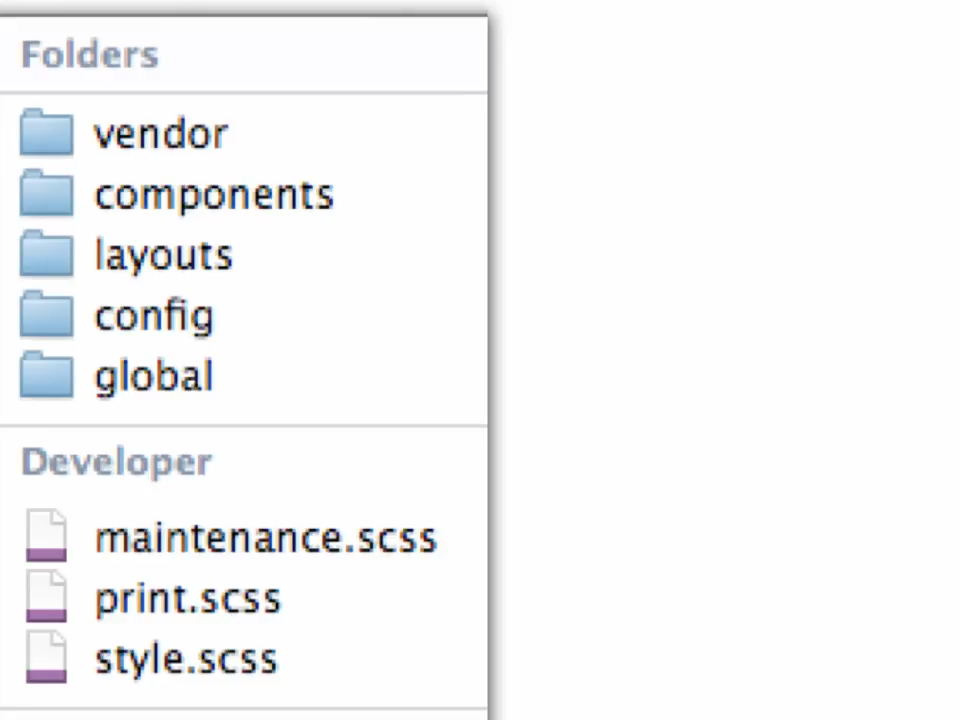 Folders
vendor
components
layouts
config
global
Developer
maintenance.scss
print.scss
style.scss